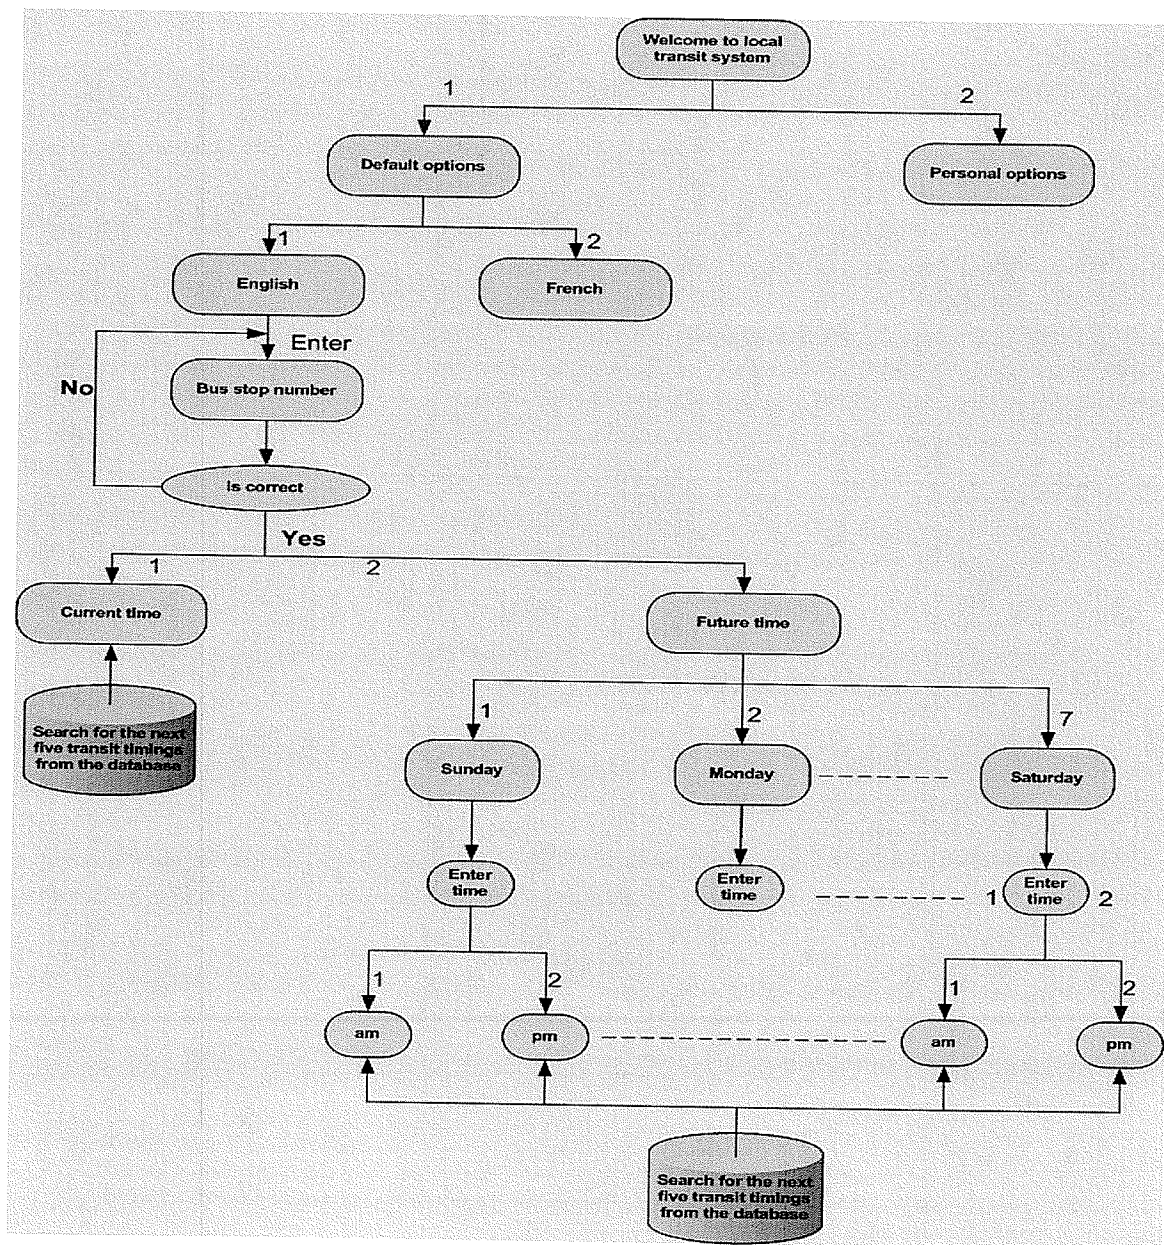 Welcome to local
transit system
1
2
Default options
Personal options
1
2
English
French
Enter
No
Bus stop number
Is correct
Yes
1
2
Current time
Future time
1
2
7
Search for the next
five transit timings
from the database
Sunday
Monday
Saturday
Enter
time
Enter
time
1
Enter
time
2
1
2
1
2
am
pm
am
pm
Search for the next
five transit timings
from the database